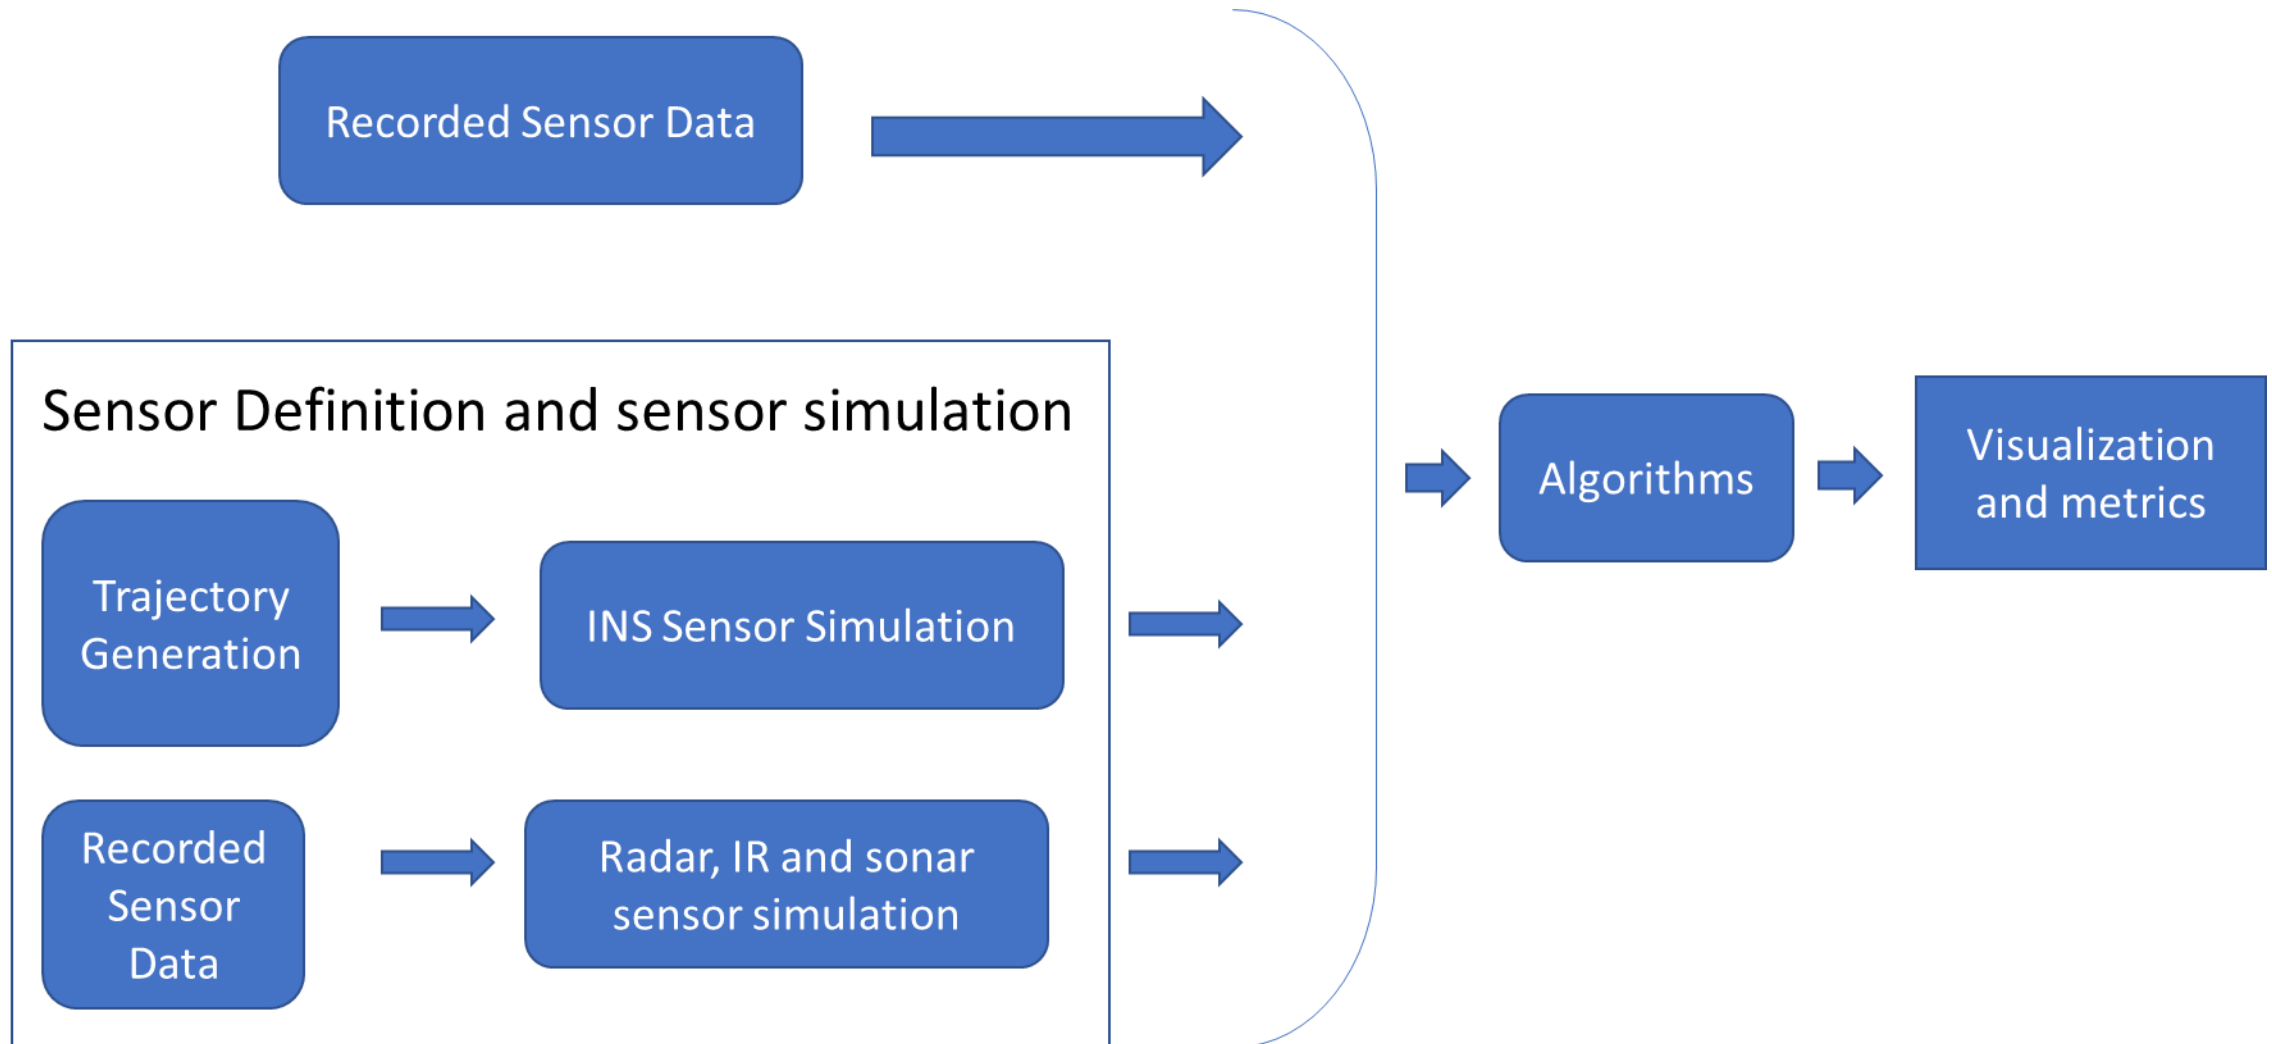 Recorded Sensor Data
Sensor Definition and sensor simulation
Trajectory
Generation
INS Sensor Simulation
Recorded
Sensor
Data
Radar, IR and sonar
sensor simulation
Algorithms
Visualization
and metrics